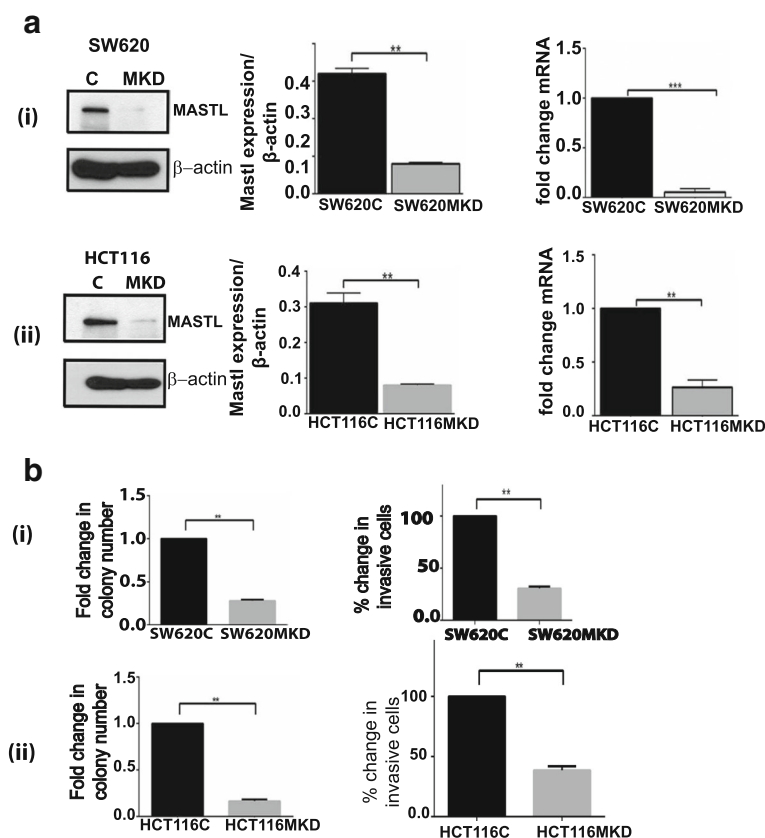 a
SW620
C MKD
MASTL
β–actin
(i)
Mastl expression/
β-actin
0.4
0.3
0.2
0.1
0.0
**
SW620C SW620MKD
fold change mRNA
1.5
1.0
0.5
0.0
***
SW620C SW620MKD
HCT116
C MKD
MASTL
β–actin
(ii)
Mastl expression/
β-actin
0.4
0.3
0.2
0.1
0.0
**
HCT116C HCT116MKD
fold change mRNA
1.5
1.0
0.5
0.0
**
HCT116C HCT116MKD
b
(i)
Fold change in
colony number
1.5
1.0
0.5
0.0
**
SW620C SW620MKD
% change in
invasive cells
100
50
0.0
**
SW620C SW620MKD
(ii)
Fold change in
colony number
1.5
1.0
0.5
0.0
**
HCT116C HCT116MKD
% change in
invasive cells
100
50
0.0
**
HCT116C HCT116MKD